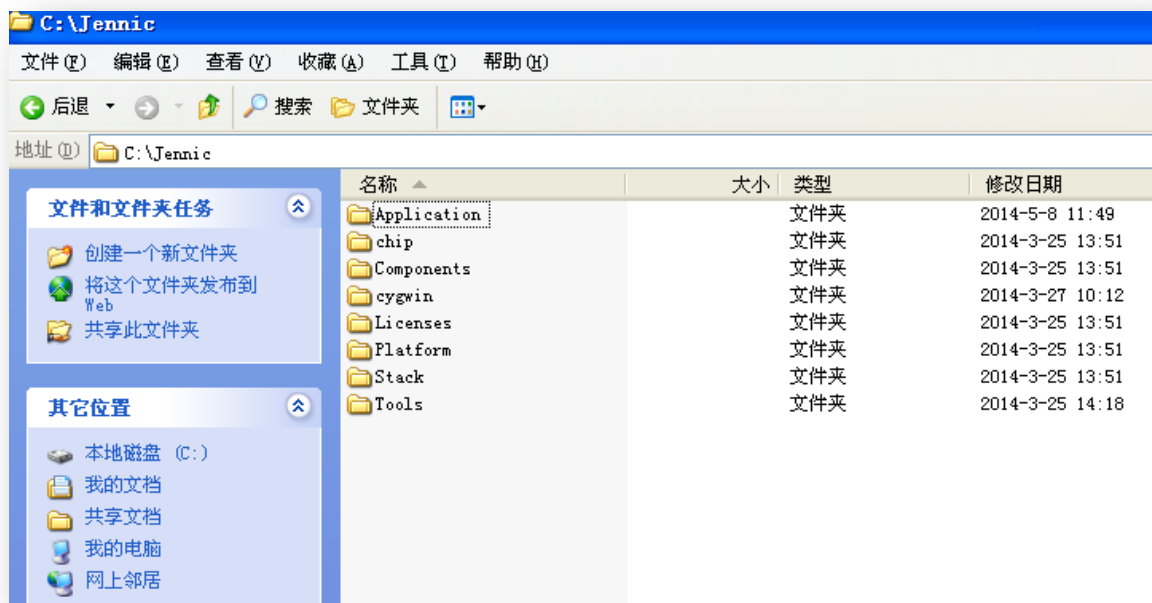 C:\Jennic
文件(F) 编辑(E) 查看(V) 收藏(A) 工具(T) 帮助(H)
后退 搜索 文件夹
地址(D) C:\Jennic
名称 大小 类型 修改日期
文件和文件夹任务
创建一个新文件夹
将这个文件夹发布到
Web
共享此文件夹
其它位置
本地磁盘 (C:)
我的文档
共享文档
我的电脑
网上邻居
Application 文件夹 2014-5-8 11:49
chip 文件夹 2014-3-25 13:51
Components 文件夹 2014-3-25 13:51
cygwin 文件夹 2014-3-27 10:12
Licenses 文件夹 2014-3-25 13:51
Platform 文件夹 2014-3-25 13:51
Stack 文件夹 2014-3-25 13:51
Tools 文件夹 2014-3-25 14:18